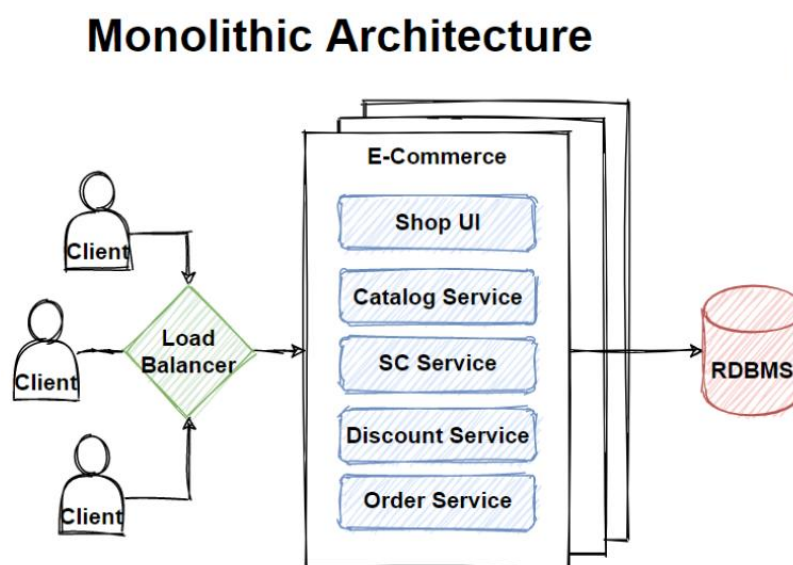 Monolithic Architecture
E-Commerce
Shop UI
Catalog Service
SC Service
Discount Service
Order Service
Client
Client
Client
Load
Balancer
RDBMS